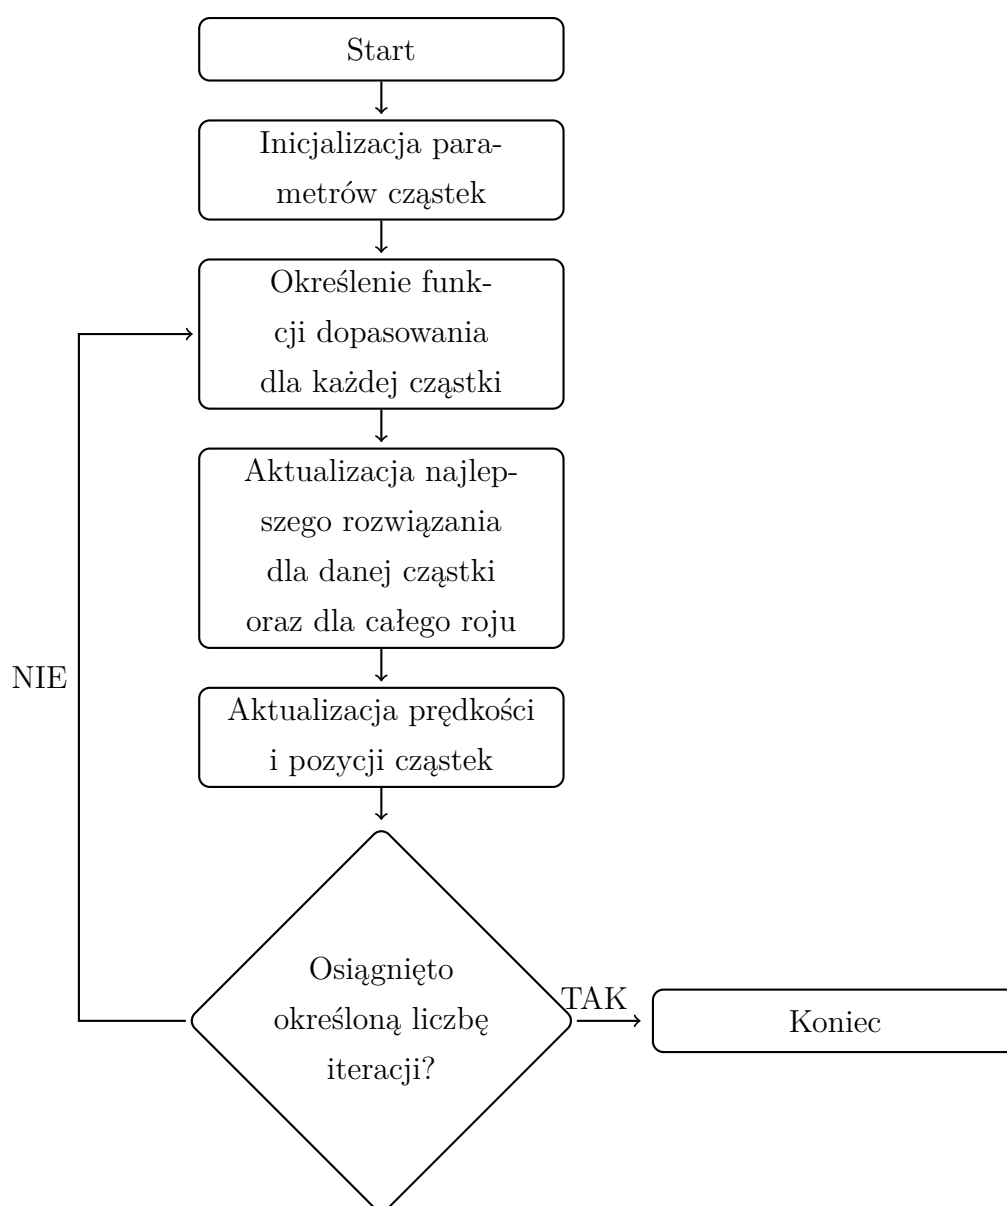 Start
Inicjalizacja para-
metrów cząstek
Określenie funk-
cji dopasowania
dla każdej cząstki
Aktualizacja najlep-
szego rozwiązania
dla danej cząstki
oraz dla całego roju
NIE
Aktualizacja prędkości
i pozycji cząstek
Osiągnięto
określoną liczbę
iteracji?
TAK
Koniec